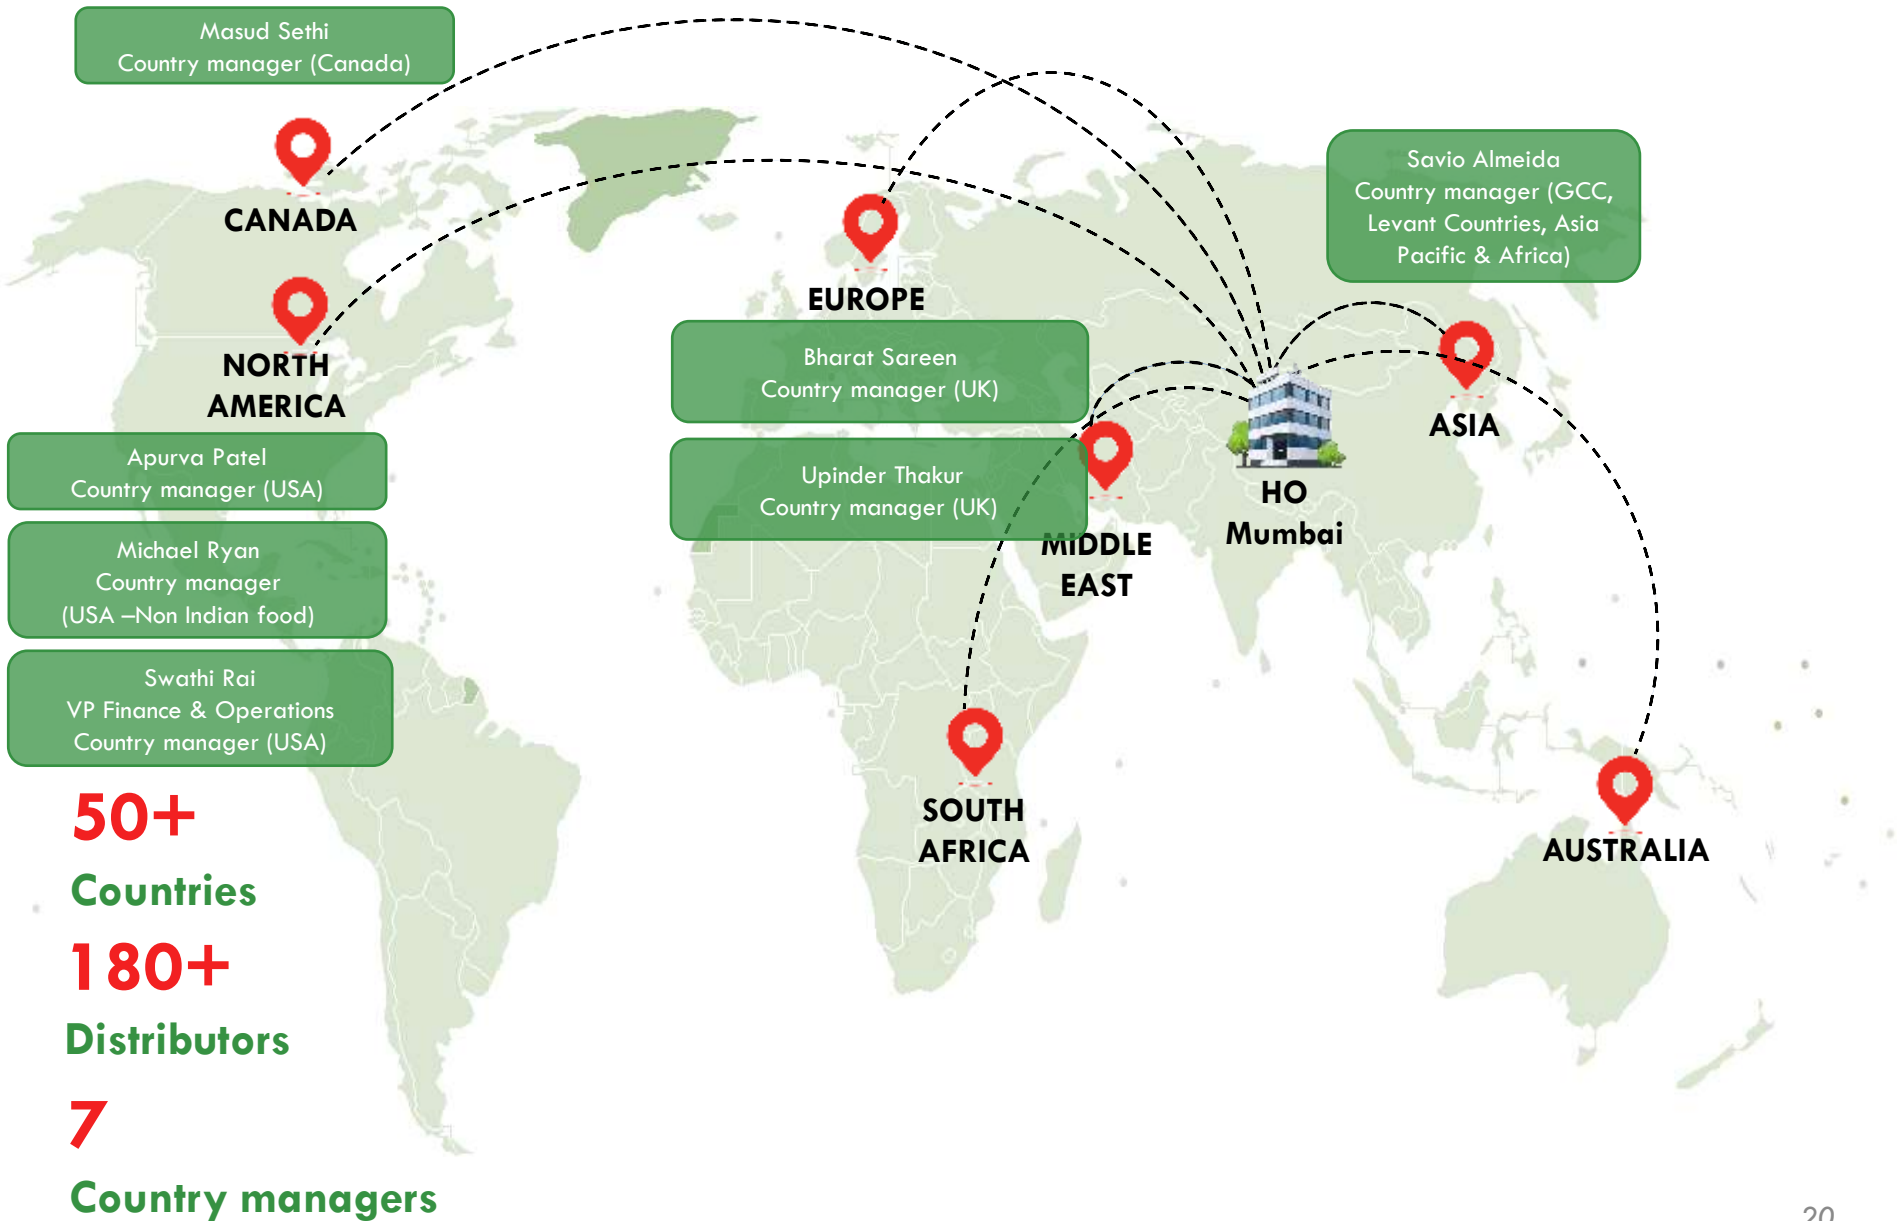 Masud Sethi
Country manager (Canada)
CANADA
NORTH
AMERICA
Apurva Patel
Country manager (USA)
Michael Ryan
Country manager
(USA –Non Indian food)
Swathi Rai
VP Finance & Operations
Country manager (USA)
50+
Countries
180+
Distributors
7
Country managers
EUROPE
Bharat Sareen
Country manager (UK)
Upinder Thakur
Country manager (UK)
MIDDLE
EAST
SOUTH
AFRICA
HO
Mumbai
Savio Almeida
Country manager (GCC,
Levant Countries, Asia
Pacific & Africa)
ASIA
AUSTRALIA
20